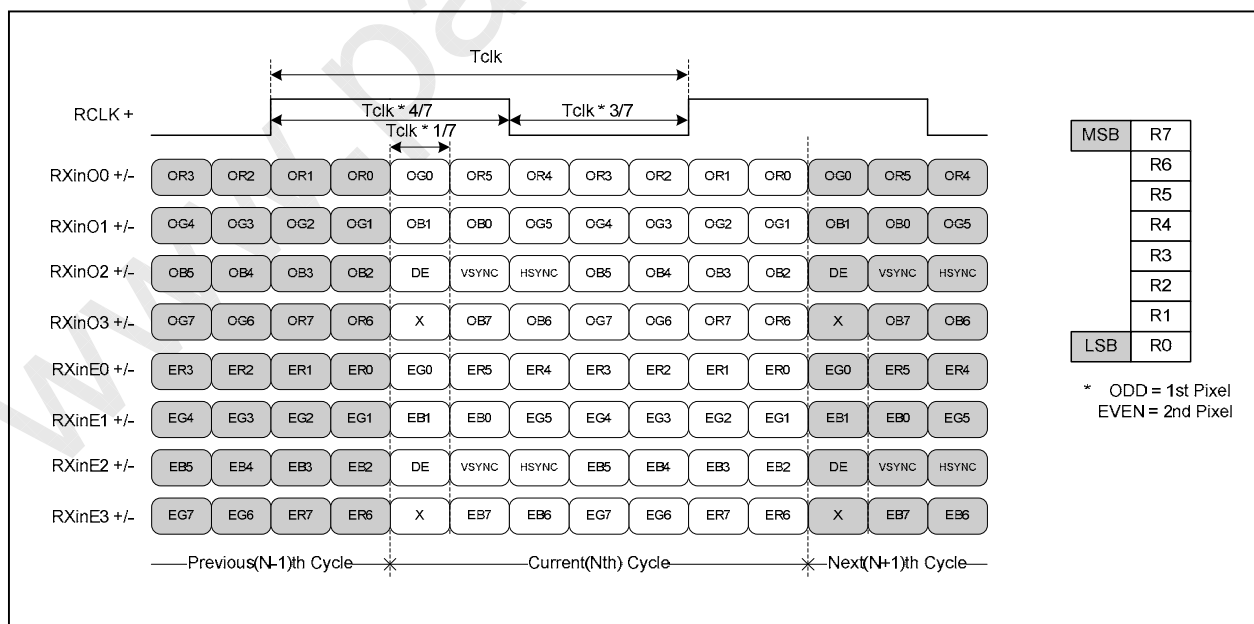 Tclk
RCLK +
Tclk * 4/7
Tclk * 3/7
Tclk * 1/7
RXinO0 +/- OR3 OR2 OR1 OR0 OG0 OR5 OR4 OR3 OR2 OR1 OR0 OG0 OR5 OR4
RXinO1 +/- OG4 OG3 OG2 OG1 OB1 OB0 OG5 OG4 OG3 OG2 OG1 OB1 OB0 OG5
RXinO2 +/- OB5 OB4 OB3 OB2 DE VSYNC HSYNC OB5 OB4 OB3 OB2 DE VSYNC HSYNC
RXinO3 +/- OG7 OG6 OR7 OR6 X OB7 OB6 OG7 OG6 OR7 OR6 X OB7 OB6
RXinE0 +/- ER3 ER2 ER1 ER0 EG0 ER5 ER4 ER3 ER2 ER1 ER0 EG0 ER5 ER4
RXinE1 +/- EG4 EG3 EG2 EG1 EB1 EB0 EG5 EG4 EG3 EG2 EG1 EB1 EB0 EG5
RXinE2 +/- EB5 EB4 EB3 EB2 DE VSYNC HSYNC EB5 EB4 EB3 EB2 DE VSYNC HSYNC
RXinE3 +/- EG7 EG6 ER7 ER6 X EB7 EB6 EG7 EG6 ER7 ER6 X EB7 EB6
Previous(N-1)th Cycle Current(Nth) Cycle Next(N+1)th Cycle
MSB R7
R6
R5
R4
R3
R2
R1
LSB R0
* ODD = 1st Pixel
EVEN = 2nd Pixel